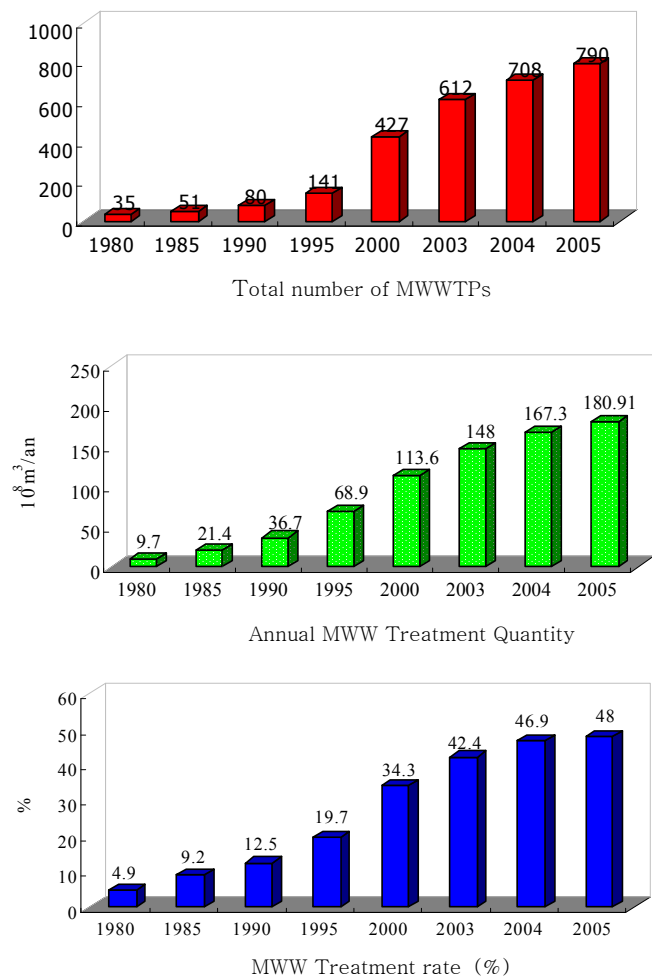 1000
800
600
400
200
0
35 51 80 141 427 612 708 790
1980 1985 1990 1995 2000 2003 2004 2005
Total number of MWWTPs
250
200
150
100
50
0
10⁸m³/an
9.7 21.4 36.7 68.9 113.6 148 167.3 180.91
1980 1985 1990 1995 2000 2003 2004 2005
Annual MWW Treatment Quantity
60
50
40
30
20
10
0
%
4.9 9.2 12.5 19.7 34.3 42.4 46.9 48
1980 1985 1990 1995 2000 2003 2004 2005
MWW Treatment rate (%)